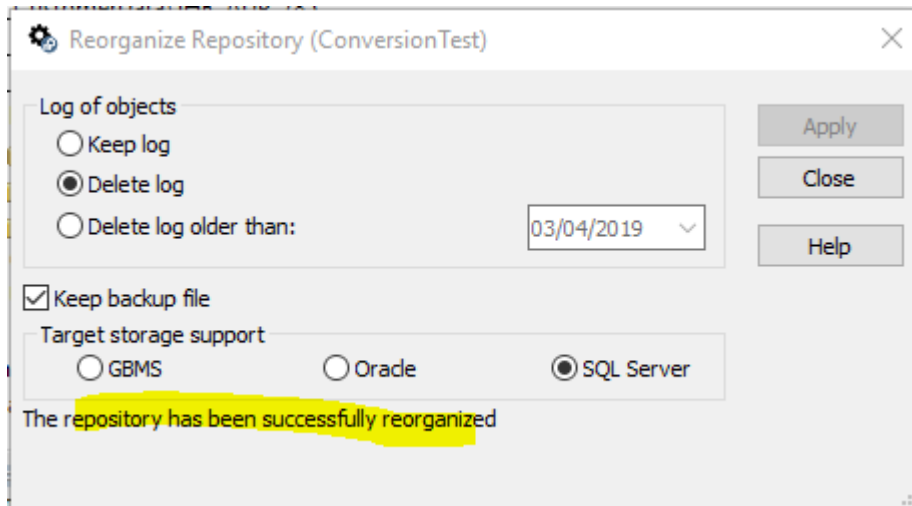 Reorganize Repository (ConversionTest)
Log of objects
Keep log
Delete log
Delete log older than:
03/04/2019
Apply
Close
Help
Keep backup file
Target storage support
GBMS
Oracle
SQL Server
The repository has been successfully reorganized